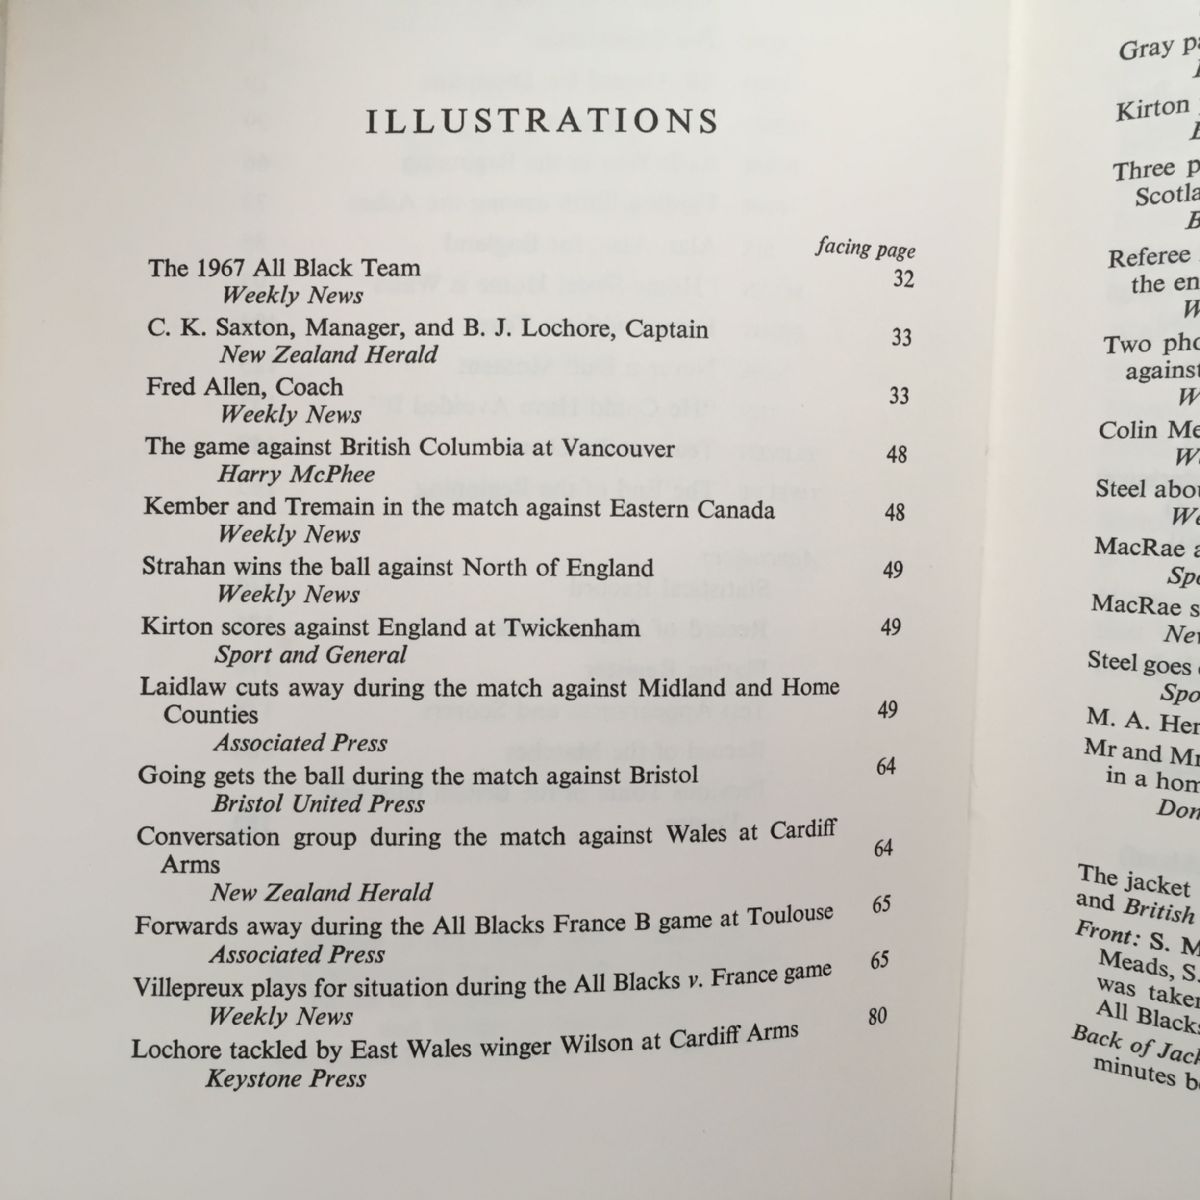 ILLUSTRATIONS
facing page
The 1967 All Black Team 32
Weekly News
C. K. Saxton, Manager, and B. J. Lochore, Captain 33
New Zealand Herald
Fred Allen, Coach 33
Weekly News
The game against British Columbia at Vancouver 48
Harry McPhee
Kember and Tremain in the match against Eastern Canada 48
Weekly News
Strahan wins the ball against North of England 49
Weekly News
Kirton scores against England at Twickenham 49
Sport and General
Laidlaw cuts away during the match against Midland and Home
Counties 49
Associated Press
Going gets the ball during the match against Bristol 64
Bristol United Press
Conversation group during the match against Wales at Cardiff
Arms 64
New Zealand Herald
Forwards away during the All Blacks France B game at Toulouse 65
Associated Press
Villepreux plays for situation during the All Blacks v. France game 65
Weekly News
Lochore tackled by East Wales winger Wilson at Cardiff Arms 80
Keystone Press
Gray
Kirton
Three
Referee
the
Two
against
Colin
Steel
MacRae
MacRae
Steel goes
M. A.
Mr and
in a
The jacket
and British
Front: S.
Meads, S.
was taken
All Blacks
Back of
minutes